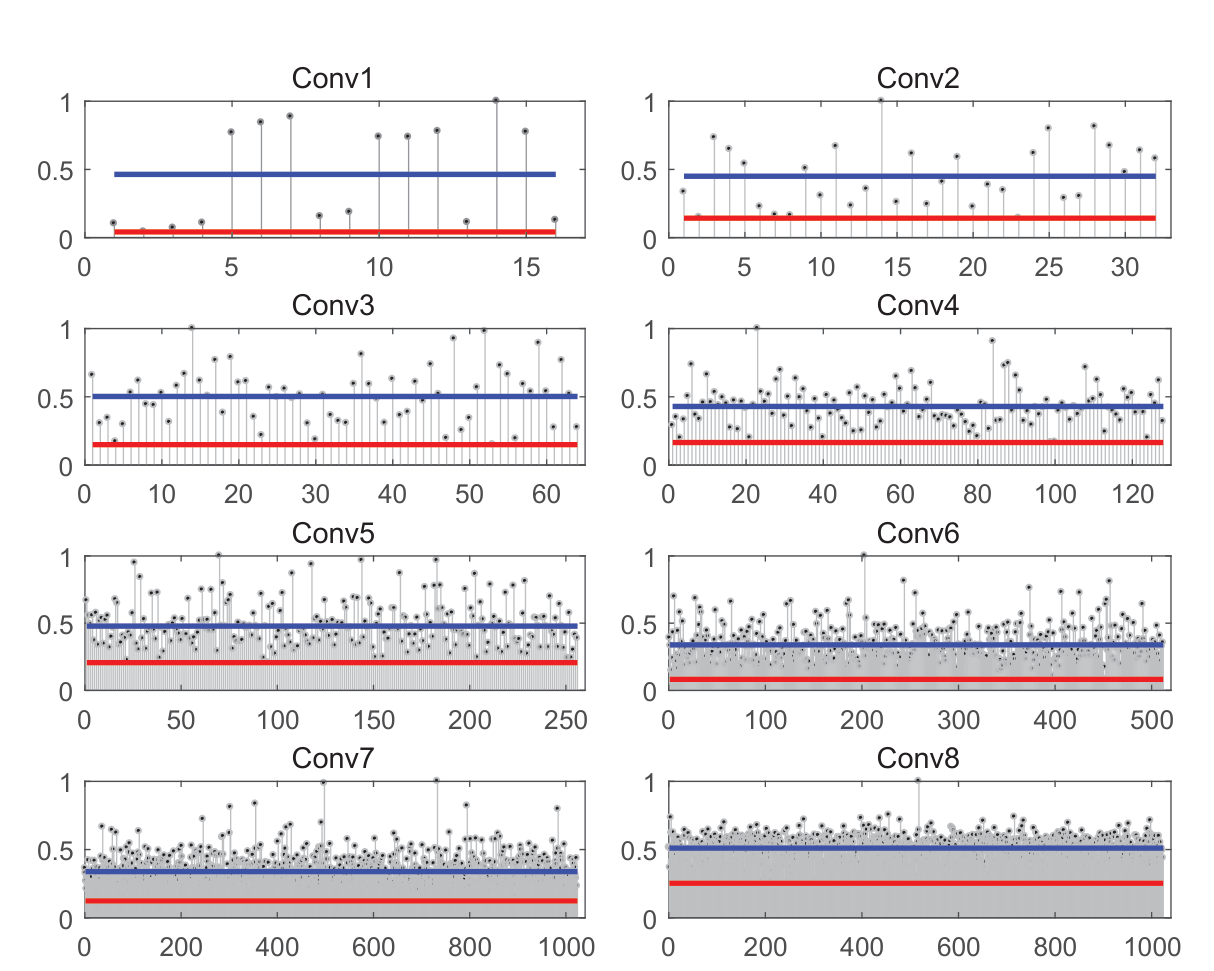 Conv1 Conv2
1 1
0.5 0.5
0 0
0 5 10 15 0 5 10 15 20 25 30
Conv3 Conv4
1 1
0.5 0.5
0 0
0 10 20 30 40 50 60 0 20 40 60 80 100 120
Conv5 Conv6
1 1
0.5 0.5
0 0
0 50 100 150 200 250 0 100 200 300 400 500
Conv7 Conv8
1 1
0.5 0.5
0 0
0 200 400 600 800 1000 0 200 400 600 800 1000